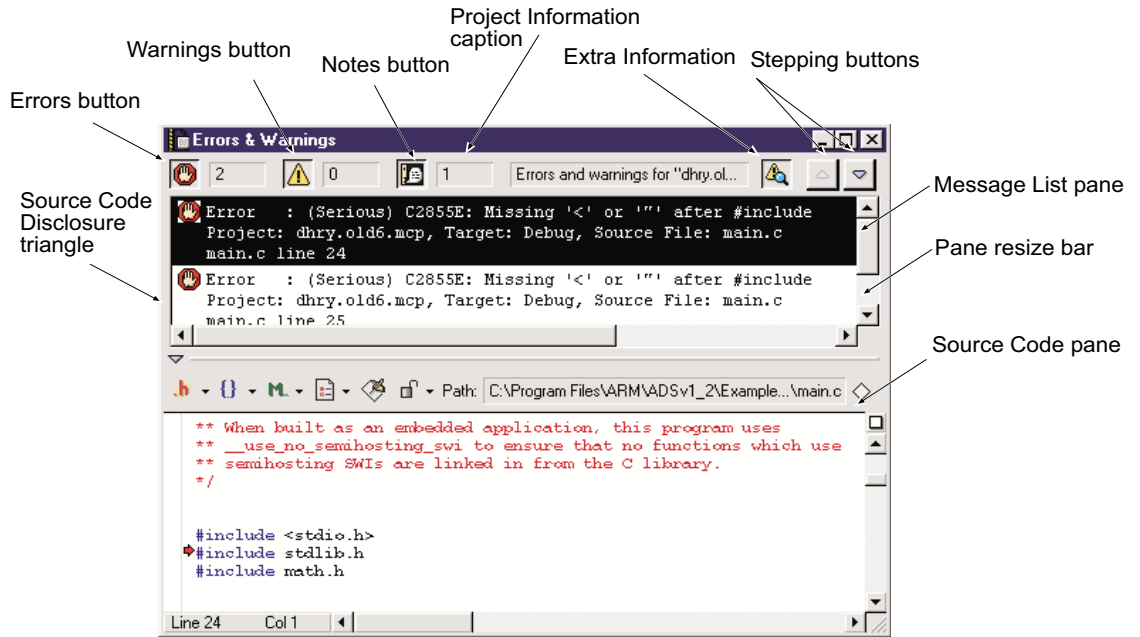 Project Information
caption
Warnings button
Notes button
Extra Information
Stepping buttons
Errors button
Errors & Warnings
2
0
1
Errors and warnings for "dhry.ol...
Source Code
Disclosure
triangle
Message List pane
Pane resize bar
Source Code pane
Error : (Serious) C2855E: Missing '<' or '"' after #include
Project: dhry.old6.mcp, Target: Debug, Source File: main.c
main.c line 24
Error : (Serious) C2855E: Missing '<' or '"' after #include
Project: dhry.old6.mcp, Target: Debug, Source File: main.c
main.c line 25
.h {} M. Path: C:\Program Files\ARM\ADSv1_2\Example...\main.c
** When built as an embedded application, this program uses
** __use_no_semihosting_swi to ensure that no functions which use
** semihosting SWIs are linked in from the C library.
*/
#include <stdio.h>
#include stdlib.h
#include math.h
Line 24 Col 1